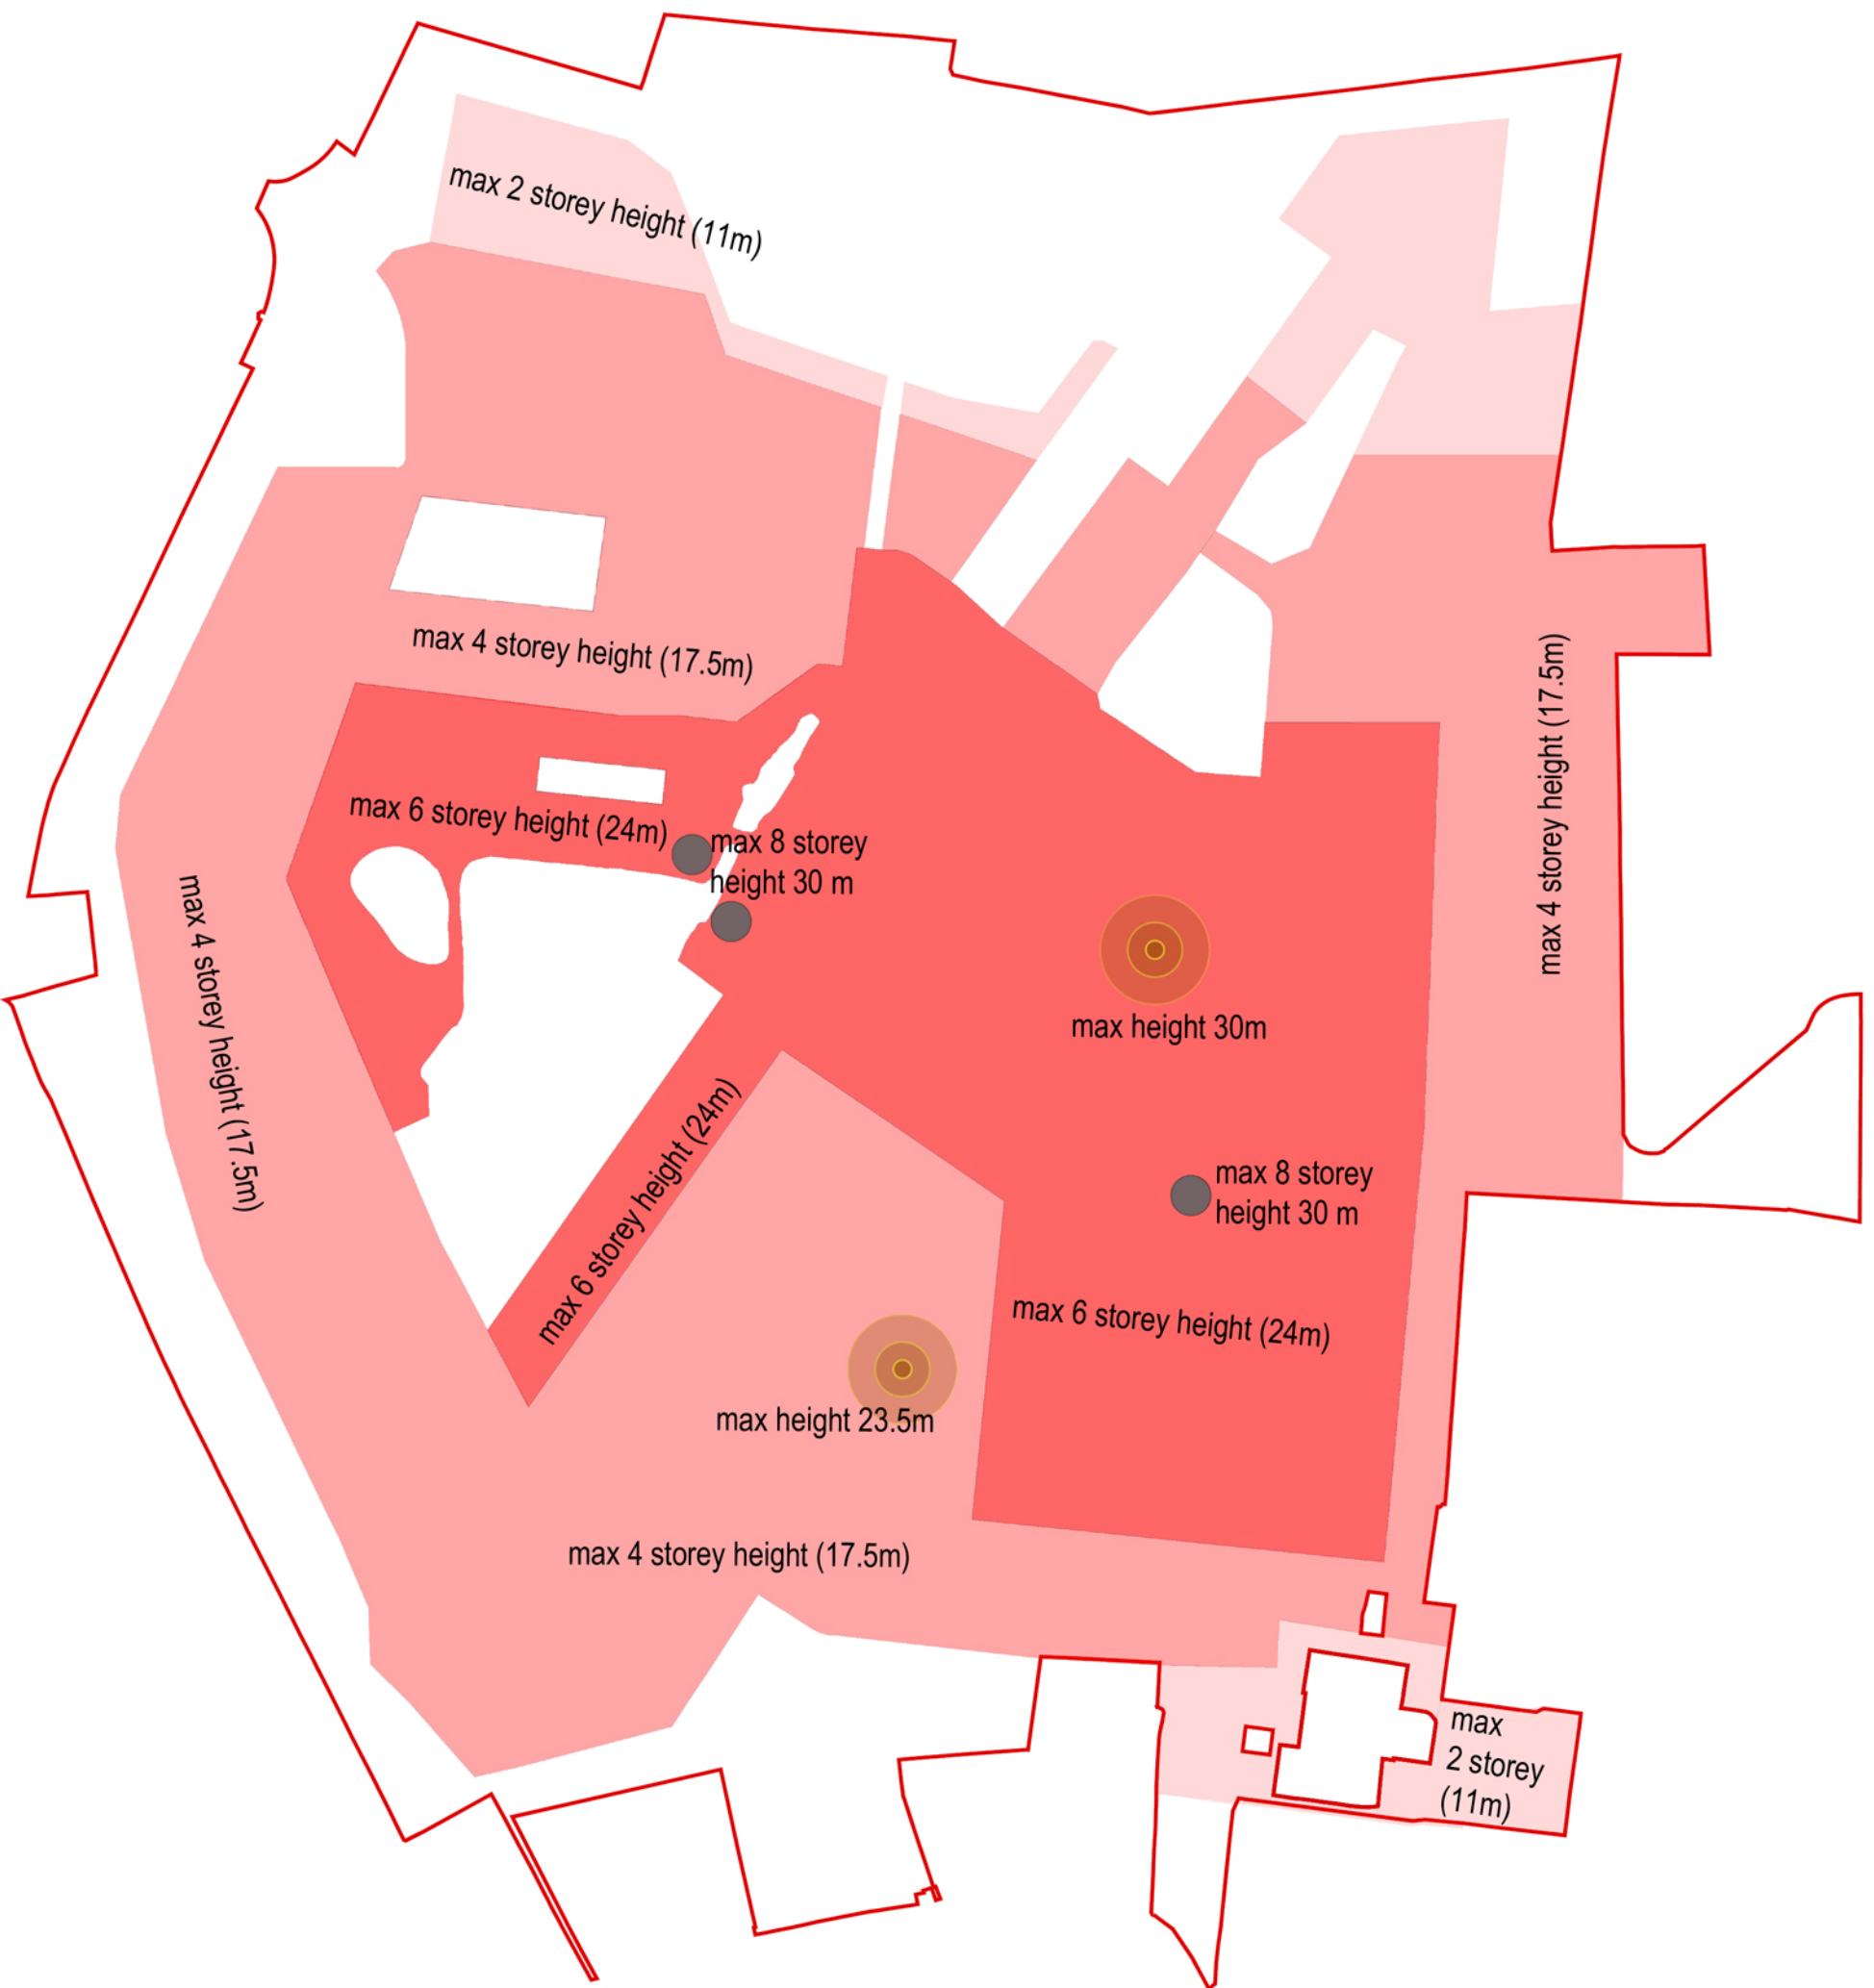 max 2 storey height (11m)
max 4 storey height (17.5m)
max 4 storey height (17.5m)
max 6 storey height (24m)
max 8 storey
height 30 m
max 4 storey height (17.5m)
max height 30m
max 6 storey height (24m)
max 8 storey
height 30 m
max 6 storey height (24m)
max height 23.5m
max 4 storey height (17.5m)
max
2 storey
(11m)